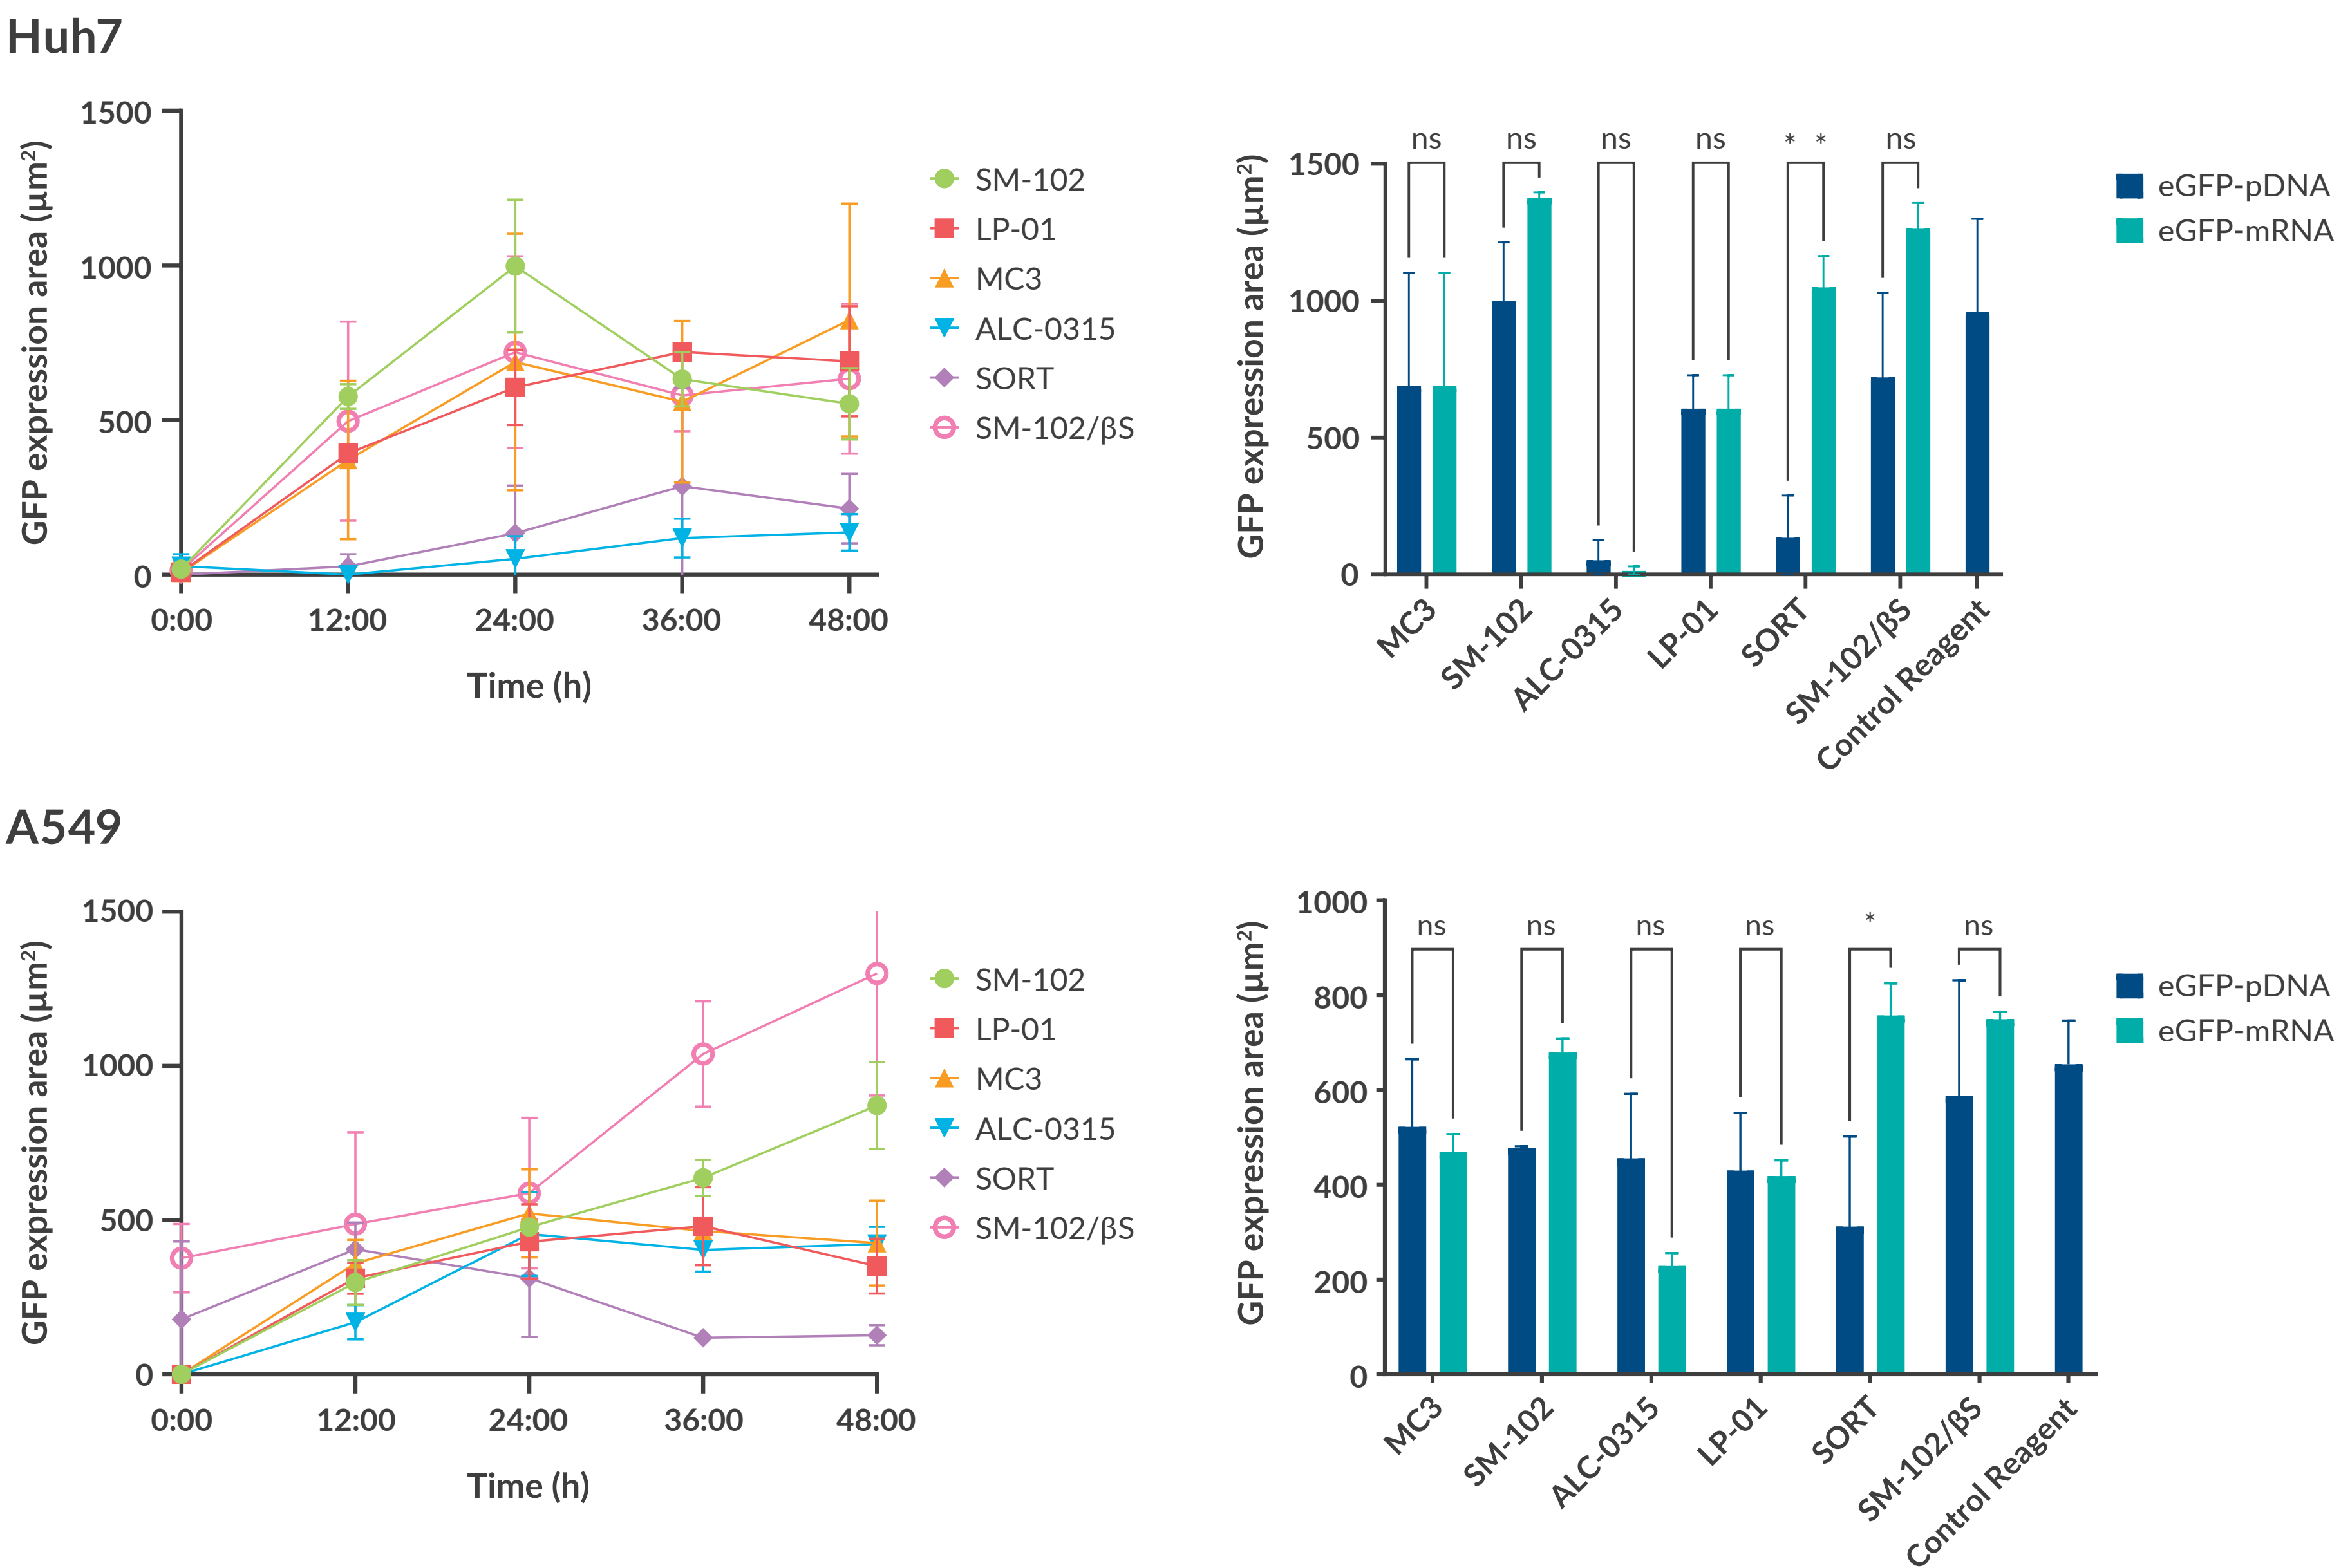 Huh7
GFP expression area (µm²)
1500
1000
500
0
0:00 12:00 24:00 36:00 48:00
Time (h)
SM-102
LP-01
MC3
ALC-0315
SORT
SM-102/βS
GFP expression area (µm²)
1500
1000
500
0
ns ns ns ns * * ns
MC3 SM-102 ALC-0315 LP-01 SORT SM-102/βS Control Reagent
eGFP-pDNA
eGFP-mRNA
A549
GFP expression area (µm²)
1500
1000
500
0
0:00 12:00 24:00 36:00 48:00
Time (h)
SM-102
LP-01
MC3
ALC-0315
SORT
SM-102/βS
GFP expression area (µm²)
1000
800
600
400
200
0
ns ns ns ns * ns
MC3 SM-102 ALC-0315 LP-01 SORT SM-102/βS Control Reagent
eGFP-pDNA
eGFP-mRNA